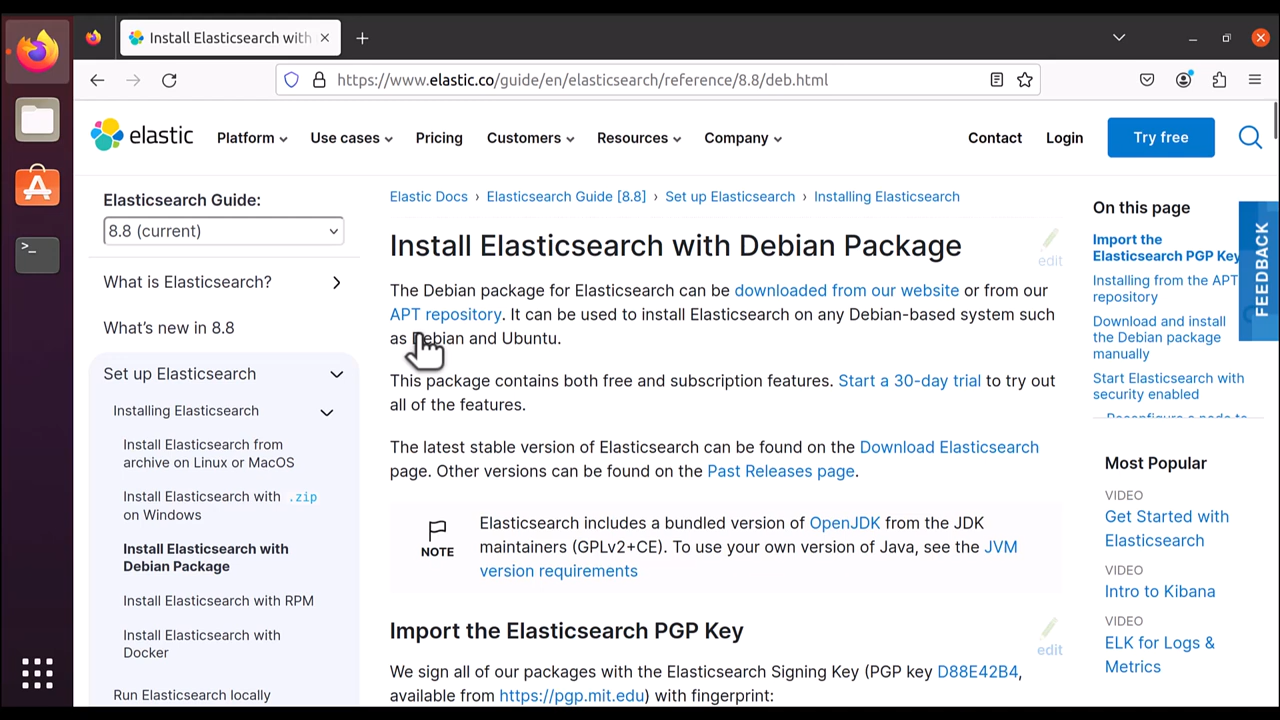 Install Elasticsearch with
https://www.elastic.co/guide/en/elasticsearch/reference/8.8/deb.html
elastic
Platform
Use cases
Pricing
Customers
Resources
Company
Contact
Login
Try free
Elasticsearch Guide:
8.8 (current)
What is Elasticsearch?
What's new in 8.8
Set up Elasticsearch
Installing Elasticsearch
Install Elasticsearch from
archive on Linux or MacOS
Install Elasticsearch with .zip
on Windows
Install Elasticsearch with
Debian Package
Install Elasticsearch with RPM
Install Elasticsearch with
Docker
Run Elasticsearch locally
Elastic Docs › Elasticsearch Guide [8.8] › Set up Elasticsearch › Installing Elasticsearch
Install Elasticsearch with Debian Package
edit
The Debian package for Elasticsearch can be downloaded from our website or from our
APT repository. It can be used to install Elasticsearch on any Debian-based system such
as Debian and Ubuntu.
This package contains both free and subscription features. Start a 30-day trial to try out
all of the features.
The latest stable version of Elasticsearch can be found on the Download Elasticsearch
page. Other versions can be found on the Past Releases page.
NOTE
Elasticsearch includes a bundled version of OpenJDK from the JDK
maintainers (GPLv2+CE). To use your own version of Java, see the JVM
version requirements
Import the Elasticsearch PGP Key
edit
We sign all of our packages with the Elasticsearch Signing Key (PGP key D88E42B4,
available from https://pgp.mit.edu) with fingerprint:
On this page
Import the
Elasticsearch PGP Key
Installing from the APT
repository
Download and install
the Debian package
manually
Start Elasticsearch with
security enabled
Reconfigure a node to
FEEDBACK
Most Popular
VIDEO
Get Started with
Elasticsearch
VIDEO
Intro to Kibana
VIDEO
ELK for Logs &
Metrics